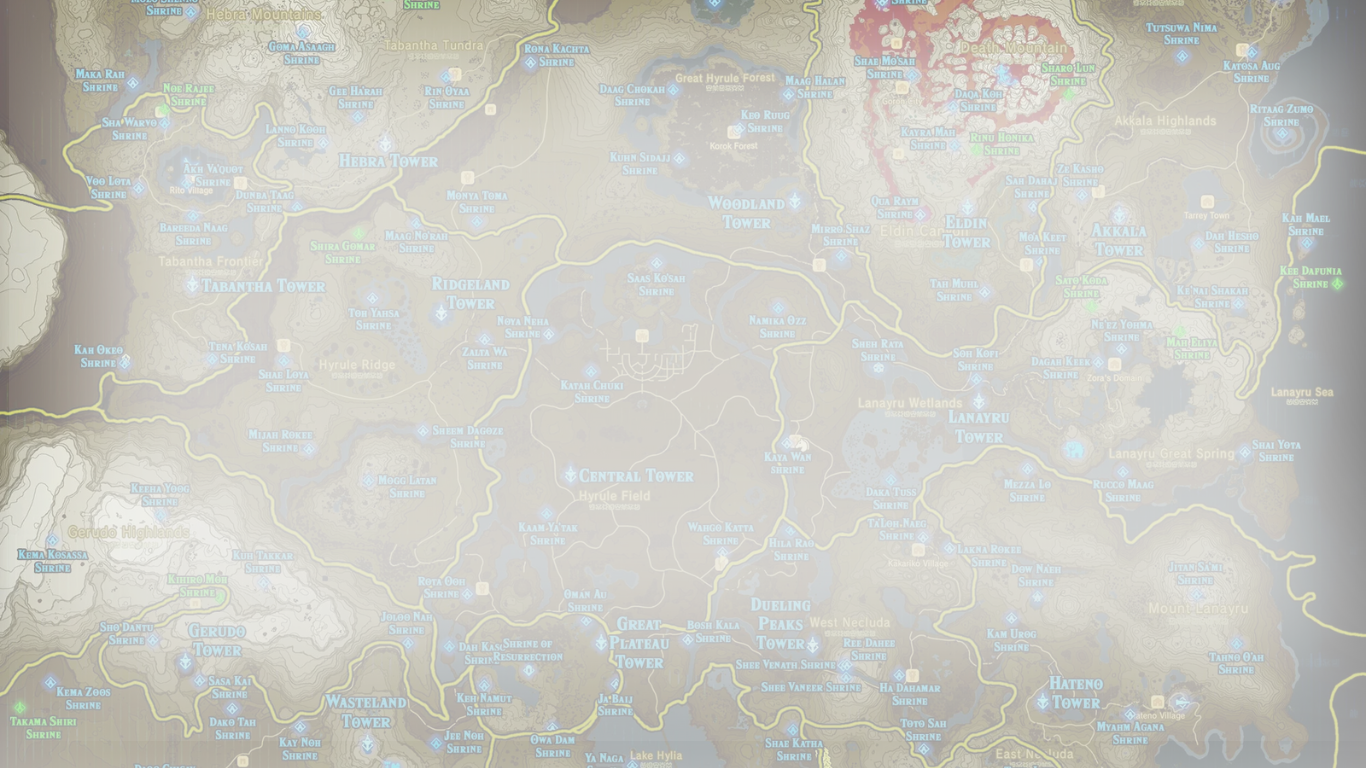 SHRINE
Hebra Mountains
SHRINE
SHRINE
Goma Asaagh
Shrine
Tabantha Tundra
Rona Kachta
Shrine
Death Mountain
Tutsuwa Nima
Shrine
Maka Rah
Shrine
Noe Rajee
Shrine
Gee Harah
Shrine
Rin Oyaa
Shrine
Daag Chokah
Shrine
Great Hyrule Forest
Maag Halan
Shrine
Shae Mo'sah
Shrine
Daqa Koh
Shrine
Sharo Lun
Shrine
Katosa Aug
Shrine
Sha Warvo
Shrine
Lanno Kooh
Shrine
Hebra Tower
Keo Ruug
Shrine
Korok Forest
Kuhn Sidajj
Shrine
Kayra Mah
Shrine
Rinu Honika
Shrine
Akkala Highlands
Ritaag Zumo
Shrine
Voo Lota
Shrine
Akh Va'quot
Shrine
Rito Village
Dunba Taag
Shrine
Monya Toma
Shrine
Woodland
Tower
Qua Raym
Shrine
Sah Dahaj
Shrine
Ze Kasho
Shrine
Tarrey Town
Bareeda Naag
Shrine
Shira Gomar
Shrine
Maag No'rah
Shrine
Mirro Shaz
Shrine
Eldin
Tower
Moa Keet
Shrine
Akkala
Tower
Dah Hesho
Shrine
Kah Mael
Shrine
Tabantha Frontier
Tabantha Tower
Ridgeland
Tower
Saas Ko'sah
Shrine
Tah Muhl
Shrine
Sato Koda
Shrine
Ke'nai Shakah
Shrine
Kee Dafunia
Shrine
Toh Yahsa
Shrine
Noya Neha
Shrine
Namika Ozz
Shrine
Ne'ez Yohma
Shrine
Mah Eliya
Shrine
Kah Okeo
Shrine
Tena Ko'sah
Shrine
Shae Loya
Shrine
Hyrule Ridge
Zalta Wa
Shrine
Katah Chuki
Shrine
Sheh Rata
Shrine
Soh Kofi
Shrine
Dagah Keek
Shrine
Zora's Domain
Lanayru Sea
Lanayru Wetlands
Lanayru
Tower
Mijah Rokee
Shrine
Sheem Dagoze
Shrine
Kaya Wan
Shrine
Lanayru Great Spring
Shai Yota
Shrine
Keeha Yoog
Shrine
Mogg Latan
Shrine
Central Tower
Hyrule Field
Daka Tuss
Shrine
Mezza Lo
Shrine
Rucco Maag
Shrine
Gerudo Highlands
Kema Kosassa
Shrine
Kuh Takkar
Shrine
Kaam Ya'tak
Shrine
Wahgo Katta
Shrine
Hila Rao
Shrine
Ta'loh Naeg
Shrine
Kakariko Village
Lakna Rokee
Shrine
Dow Na'eh
Shrine
Jitan Sa'mi
Shrine
Kihiro Moh
Shrine
Rota Ooh
Shrine
Oman Au
Shrine
Dueling
Peaks
Tower
West Necluda
Mount Lanayru
Sho Dantu
Shrine
Gerudo
Tower
Joloo Nah
Shrine
Dah Kas
Shri
Shrine of
Resurrection
Great
Plateau
Tower
Bosh Kala
Shrine
Ree Dahee
Shrine
Kam Urog
Shrine
Tahno O'ah
Shrine
Shee Venath Shrine
Shee Vaneer Shrine
Kema Zoos
Shrine
Sasa Kai
Shrine
Keh Namut
Shrine
Ja Baij
Shrine
Ha Dahamar
Shrine
Hateno
Tower
Hateno Village
Takama Shiri
Shrine
Dako Tah
Shrine
Wasteland
Tower
Kay Noh
Shrine
Jee Noh
Shrine
Owa Daim
Shrine
Ya Naga
Shrine
Lake Hylia
Shae Katha
Shrine
Toto Sah
Shrine
East Necluda
Myahm Agana
Shrine